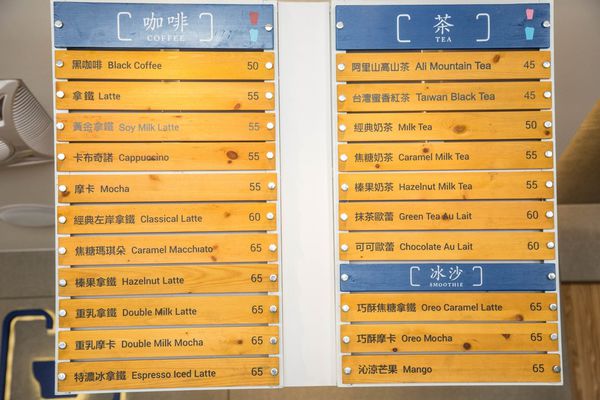 咖啡
COFFEE
黑咖啡 Black Coffee 50
拿鐵 Latte 55
黃金拿鐵 Soy Milk Latte 55
卡布奇諾 Cappuccino 55
摩卡 Mocha 55
經典左岸拿鐵 Classical Latte 60
焦糖瑪琪朵 Caramel Macchiato 65
榛果拿鐵 Hazelnut Latte 65
重乳拿鐵 Double Milk Latte 65
重乳摩卡 Double Milk Mocha 65
特濃冰拿鐵 Espresso Iced Latte 65
茶
TEA
阿里山高山茶 Ali Mountain Tea 45
台灣蜜香紅茶 Taiwan Black Tea 45
經典奶茶 Milk Tea 50
焦糖奶茶 Caramel Milk Tea 55
榛果奶茶 Hazelnut Milk Tea 55
抹茶歐蕾 Green Tea Au Lait 60
可可歐蕾 Chocolate Au Lait 60
冰沙
SMOOTHIE
巧酥焦糖拿鐵 Oreo Caramel Latte 65
巧酥摩卡 Oreo Mocha 65
沁涼芒果 Mango 65